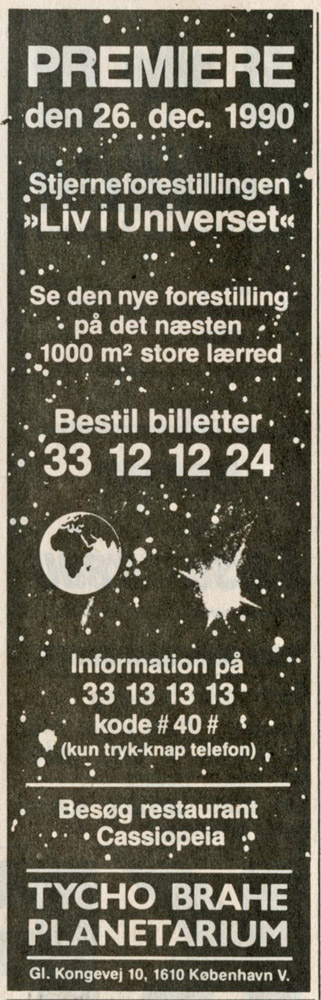 PREMIERE
den 26. dec. 1990
Stjerneforestillingen
»Liv i Universet«
Se den nye forestilling
på det næsten
1000 m² store lærred
Bestil billetter
33 12 12 24
Information på
33 13 13 13
kode # 40 #
(kun tryk-knap telefon)
Besøg restaurant
Cassiopeia
TYCHO BRAHE
PLANETARIUM
Gl. Kongevej 10, 1610 København V.